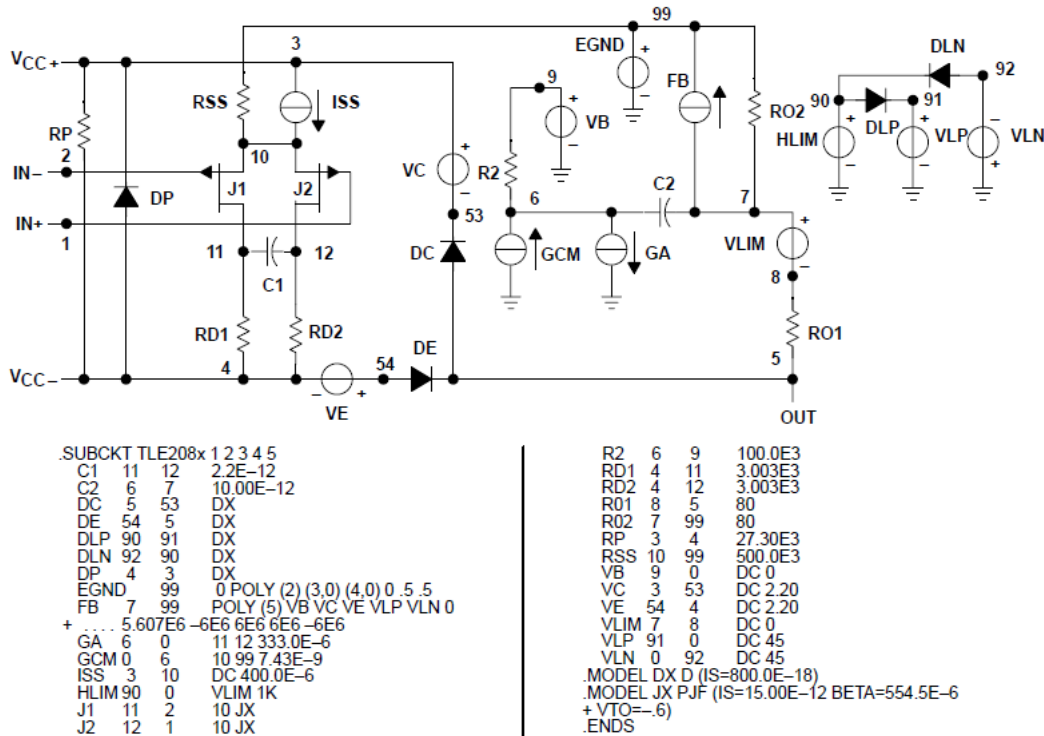 99
3
VCC+
EGND
+
−
FB
DLN
92
9
+
−
VB
RSS
ISS
RO2
90
91
DLP
+
−
HLIM
+
−
VLP
−
+
VLN
RP
2
10
IN−
J1
J2
DP
VC
+
−
R2
C2
6
7
IN+
1
53
11
12
C1
DC
GCM
GA
VLIM
+
−
8
RD1
RD2
RO1
DE
4
54
5
VCC−
−
+
VE
OUT
.SUBCKT TLE208x 1 2 3 4 5
C1 11 12 2.2E−12
C2 6 7 10.00E−12
DC 5 53 DX
DE 54 5 DX
DLP 90 91 DX
DLN 92 90 DX
DP 4 3 DX
EGND 99 0 POLY (2) (3,0) (4,0) 0 .5 .5
FB 7 99 POLY (5) VB VC VE VLP VLN 0
+ . . . . 5.607E6 −6E6 6E6 6E6 −6E6
GA 6 0 11 12 333.0E−6
GCM 0 6 10 99 7.43E−9
ISS 3 10 DC 400.0E−6
HLIM 90 0 VLIM 1K
J1 11 2 10 JX
J2 12 1 10 JX
R2 6 9 100.0E3
RD1 4 11 3.003E3
RD2 4 12 3.003E3
R01 8 5 80
R02 7 99 80
RP 3 4 27.30E3
RSS 10 99 500.0E3
VB 9 0 DC 0
VC 3 53 DC 2.20
VE 54 4 DC 2.20
VLIM 7 8 DC 0
VLP 91 0 DC 45
VLN 0 92 DC 45
.MODEL DX D (IS=800.0E−18)
.MODEL JX PJF (IS=15.00E−12 BETA=554.5E−6
+ VTO=−.6)
.ENDS